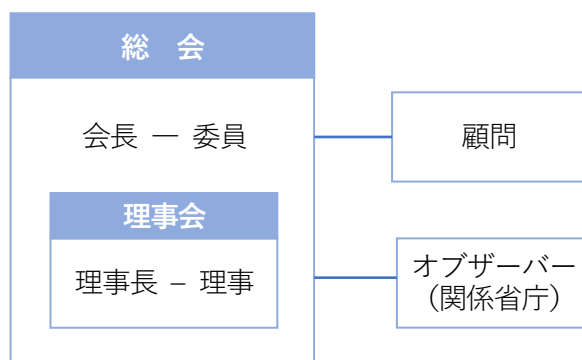 総　会
会長 ー 委員
顧問
理事会
理事長 – 理事
オブザーバー
（関係省庁）